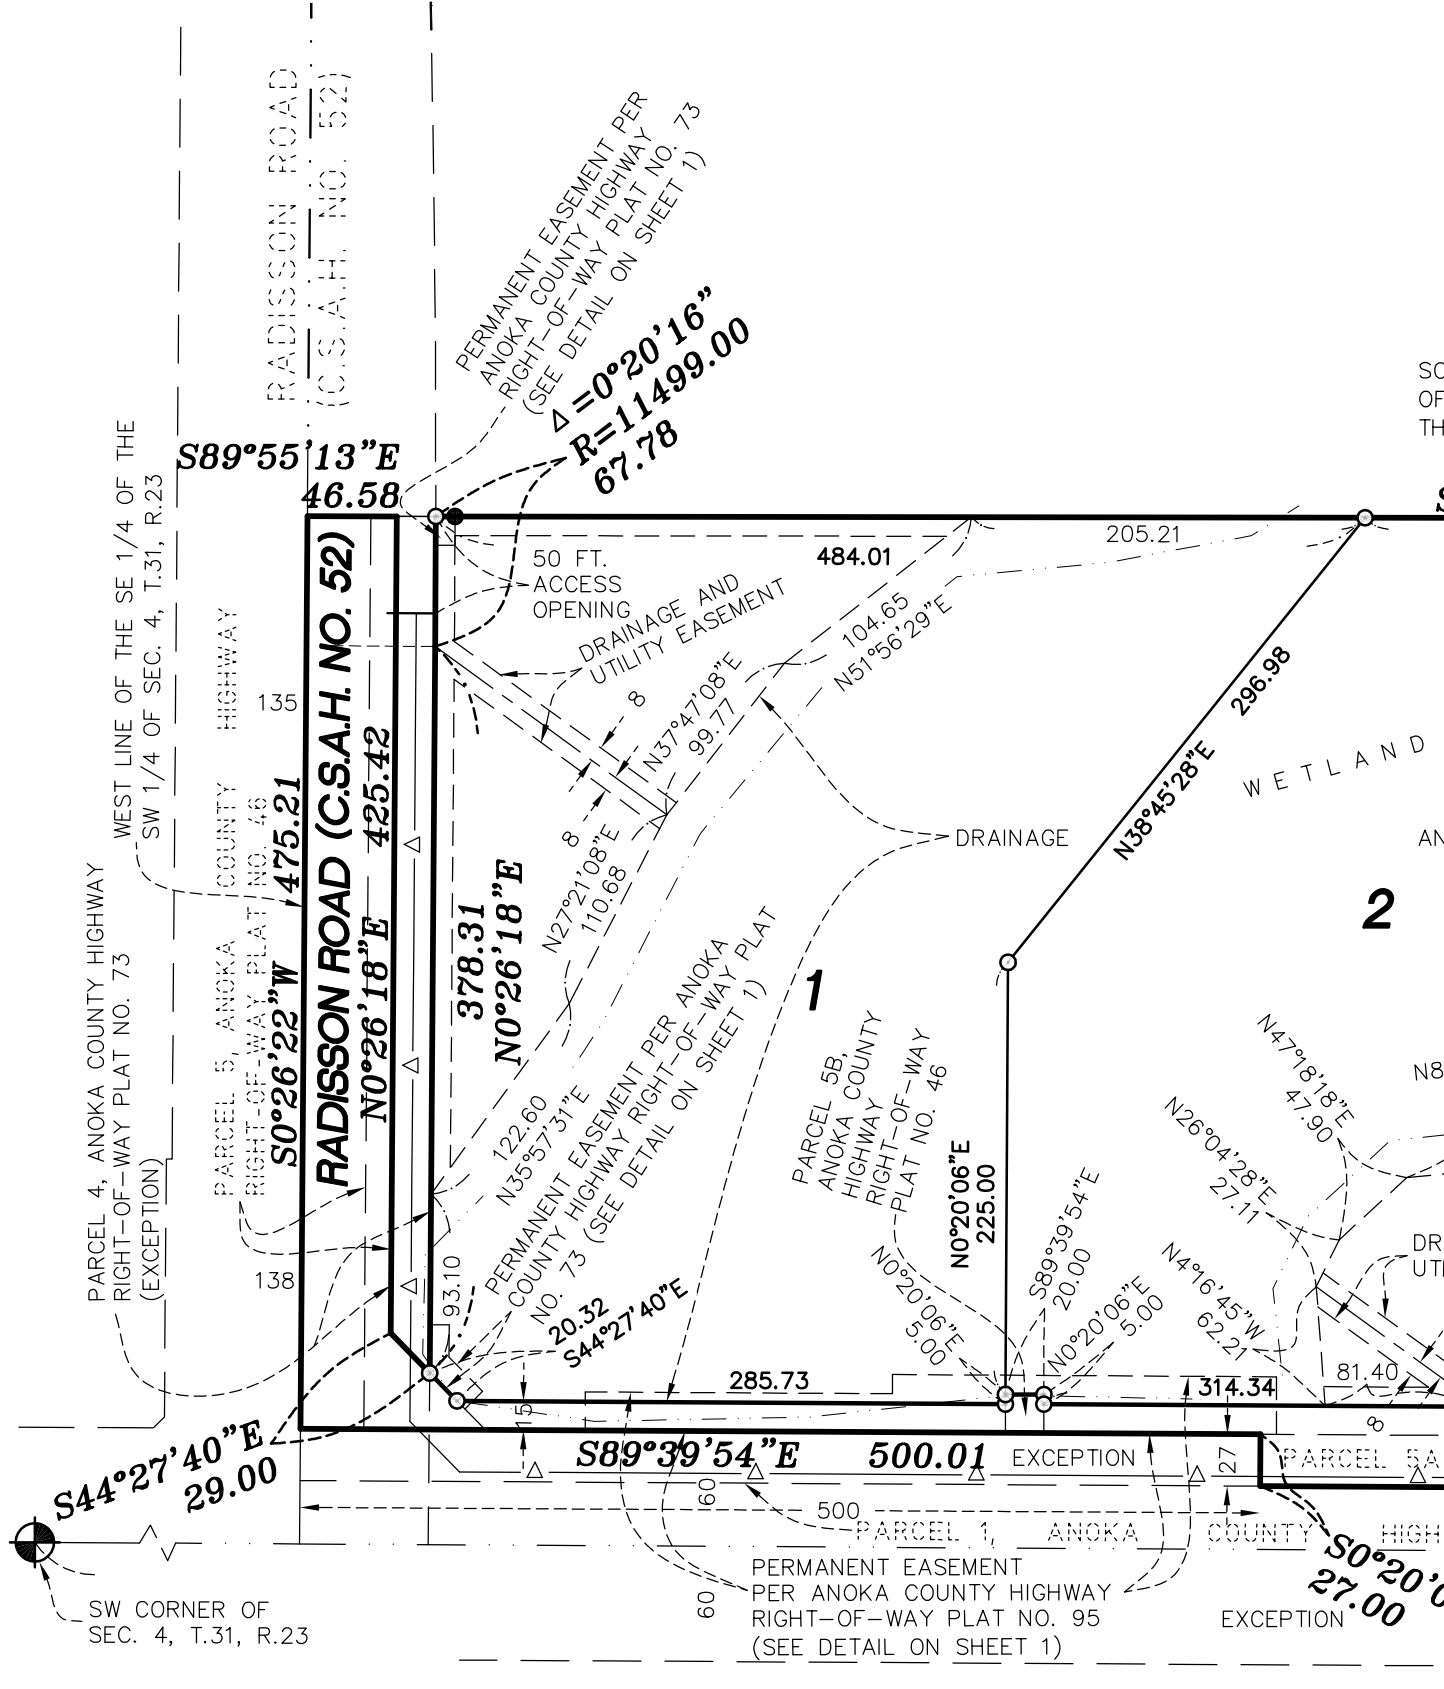 RADISSON ROAD
(C.S.A.H. NO. 52)
PERMANENT EASEMENT PER
ANOKA COUNTY HIGHWAY
RIGHT-OF-WAY PLAT NO. 73
(SEE DETAIL ON SHEET 1)
Δ=0°20'16"
R=11499.00
67.78
S89°55'13"E
46.58
WEST LINE OF THE SE 1/4 OF THE
SW 1/4 OF SEC. 4, T.31, R.23
50 FT.
ACCESS
OPENING
484.01
205.21
DRAINAGE AND
UTILITY EASEMENT
104.65
N51°56'29"E
8
8
N37°47'08"E
99.77
296.98
N38°45'28"E
WETLAND
DRAINAGE
2
135
PARCEL 5, ANOKA COUNTY HIGHWAY
RIGHT-OF-WAY PLAT NO. 46
S0°26'22"W 475.21
RADISSON ROAD (C.S.A.H. NO. 52)
N0°26'18"E 425.42
378.31
N0°26'18"E
N27°21'08"E
110.68
1
PARCEL 4, ANOKA COUNTY HIGHWAY
RIGHT-OF-WAY PLAT NO. 73
(EXCEPTION)
122.60
N35°57'31"E
PERMANENT EASEMENT PER ANOKA
COUNTY HIGHWAY RIGHT-OF-WAY PLAT
NO. 73 (SEE DETAIL ON SHEET 1)
PARCEL 5B,
ANOKA COUNTY
HIGHWAY
RIGHT-OF-WAY
PLAT NO. 46
N0°20'06"E
225.00
N47°18'18"E
47.90
N26°04'28"E
27.11
N8
SO
OF
TH
AN
S
138
93.10
20.32
S44°27'40"E
N0°20'06"E
5.00
S89°39'54"E
20.00
N0°20'06"E
5.00
N4°16'45"W
62.21
DR
UTI
81.40
8
285.73
314.34
15
S44°27'40"E
29.00
S89°39'54"E 500.01
EXCEPTION
27
PARCEL 5A
60
500
PARCEL 1, ANOKA COUNTY HIGH
S0°20'0
27.00
60
PERMANENT EASEMENT
PER ANOKA COUNTY HIGHWAY
RIGHT-OF-WAY PLAT NO. 95
(SEE DETAIL ON SHEET 1)
EXCEPTION
SW CORNER OF
SEC. 4, T.31, R.23